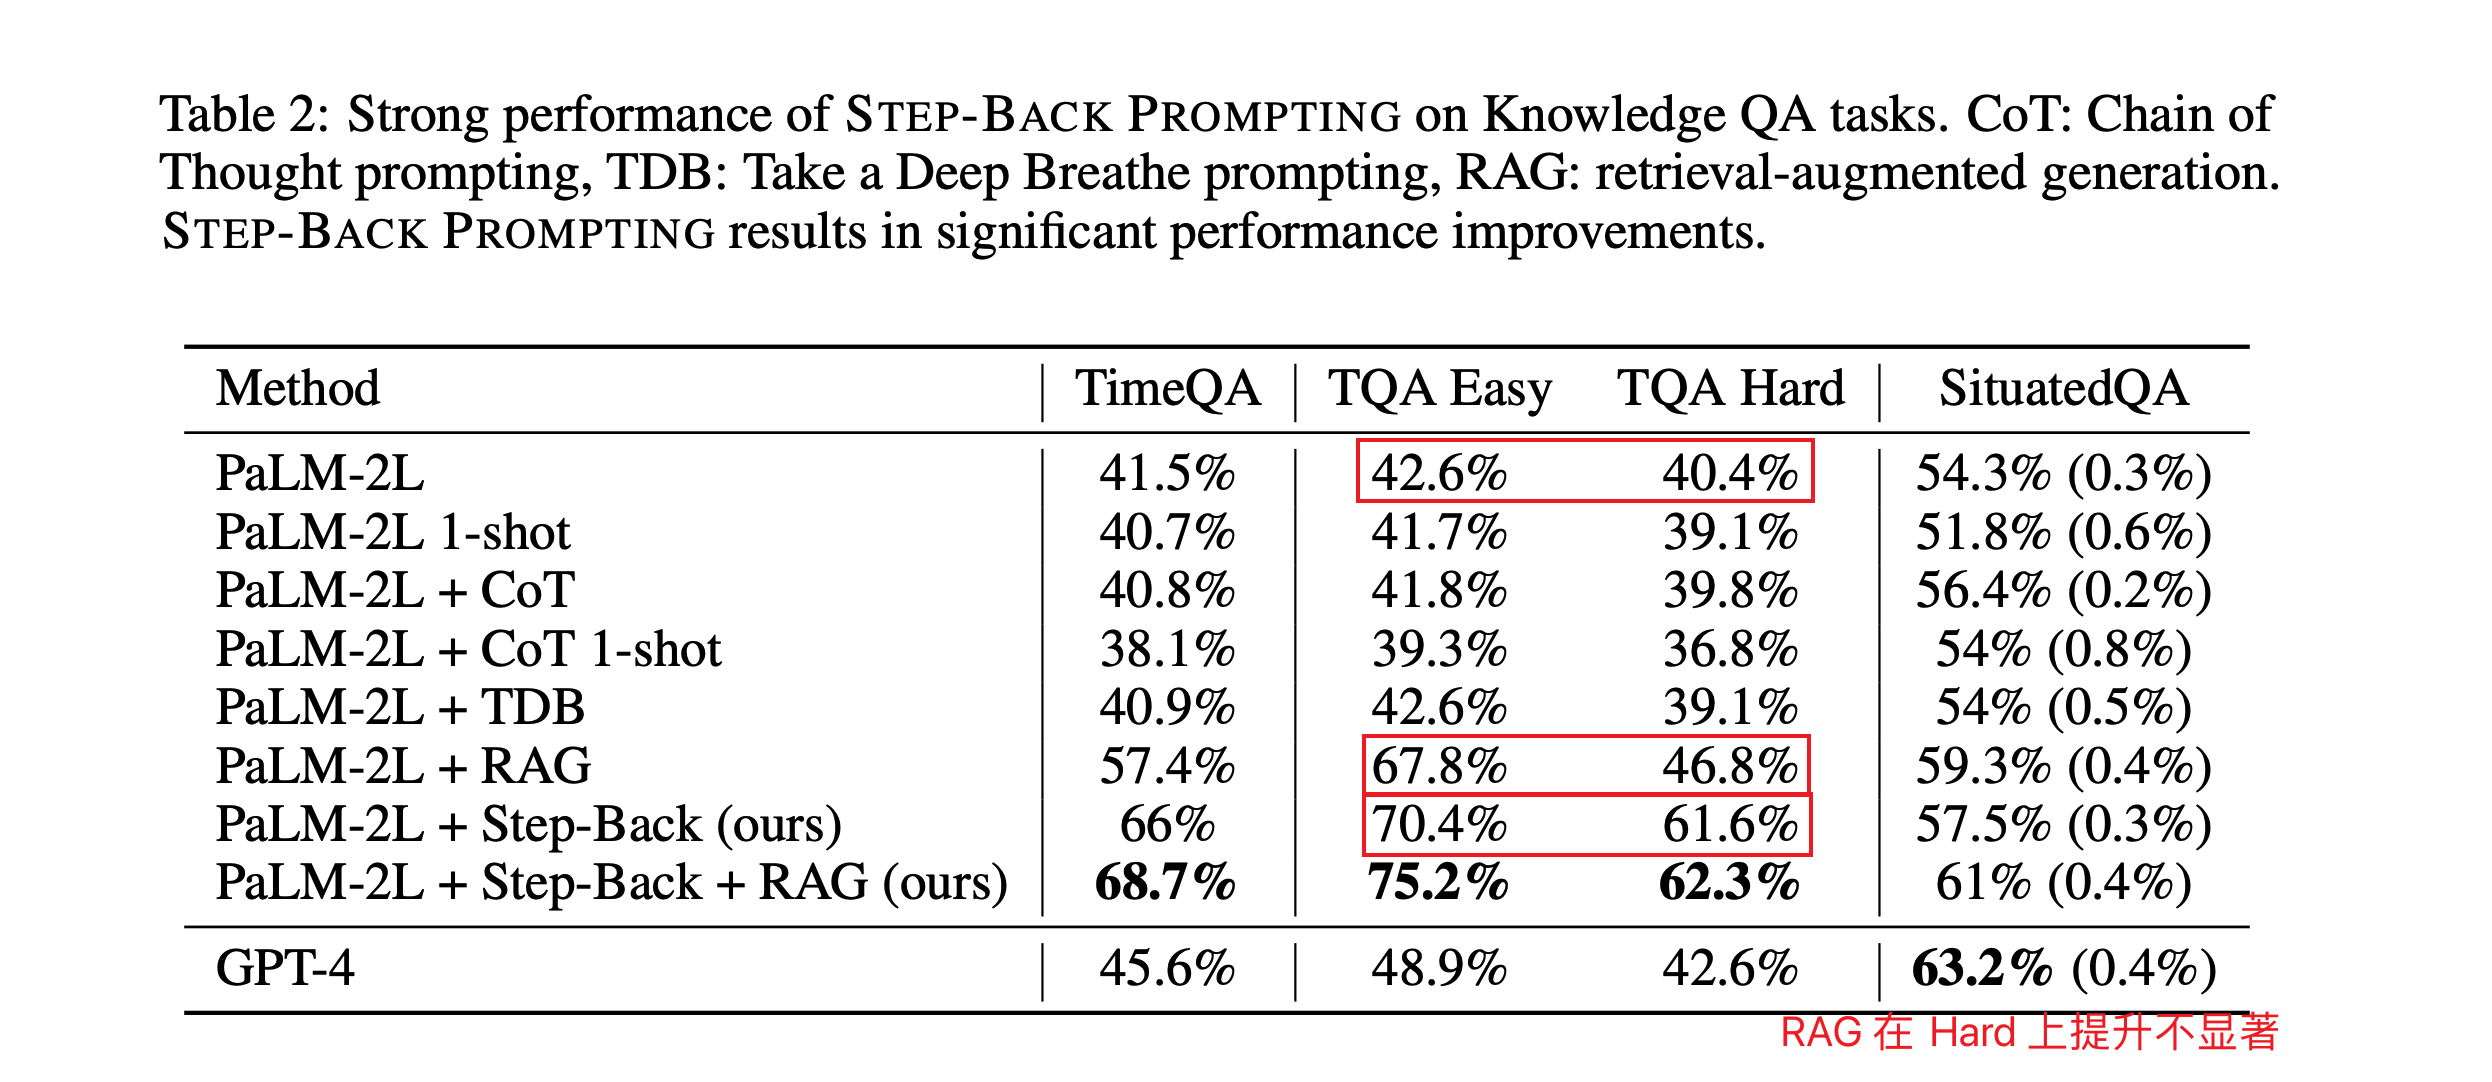 Table 2: Strong performance of STEP-BACK PROMPTING on Knowledge QA tasks. CoT: Chain of
Thought prompting, TDB: Take a Deep Breathe prompting, RAG: retrieval-augmented generation.
STEP-BACK PROMPTING results in significant performance improvements.
Method TimeQA TQA Easy TQA Hard SituatedQA
PaLM-2L 41.5% 42.6% 40.4% 54.3% (0.3%)
PaLM-2L 1-shot 40.7% 41.7% 39.1% 51.8% (0.6%)
PaLM-2L + CoT 40.8% 41.8% 39.8% 56.4% (0.2%)
PaLM-2L + CoT 1-shot 38.1% 39.3% 36.8% 54% (0.8%)
PaLM-2L + TDB 40.9% 42.6% 39.1% 54% (0.5%)
PaLM-2L + RAG 57.4% 67.8% 46.8% 59.3% (0.4%)
PaLM-2L + Step-Back (ours) 66% 70.4% 61.6% 57.5% (0.3%)
PaLM-2L + Step-Back + RAG (ours) 68.7% 75.2% 62.3% 61% (0.4%)
GPT-4 45.6% 48.9% 42.6% 63.2% (0.4%)
RAG 在 Hard 上提升不显著